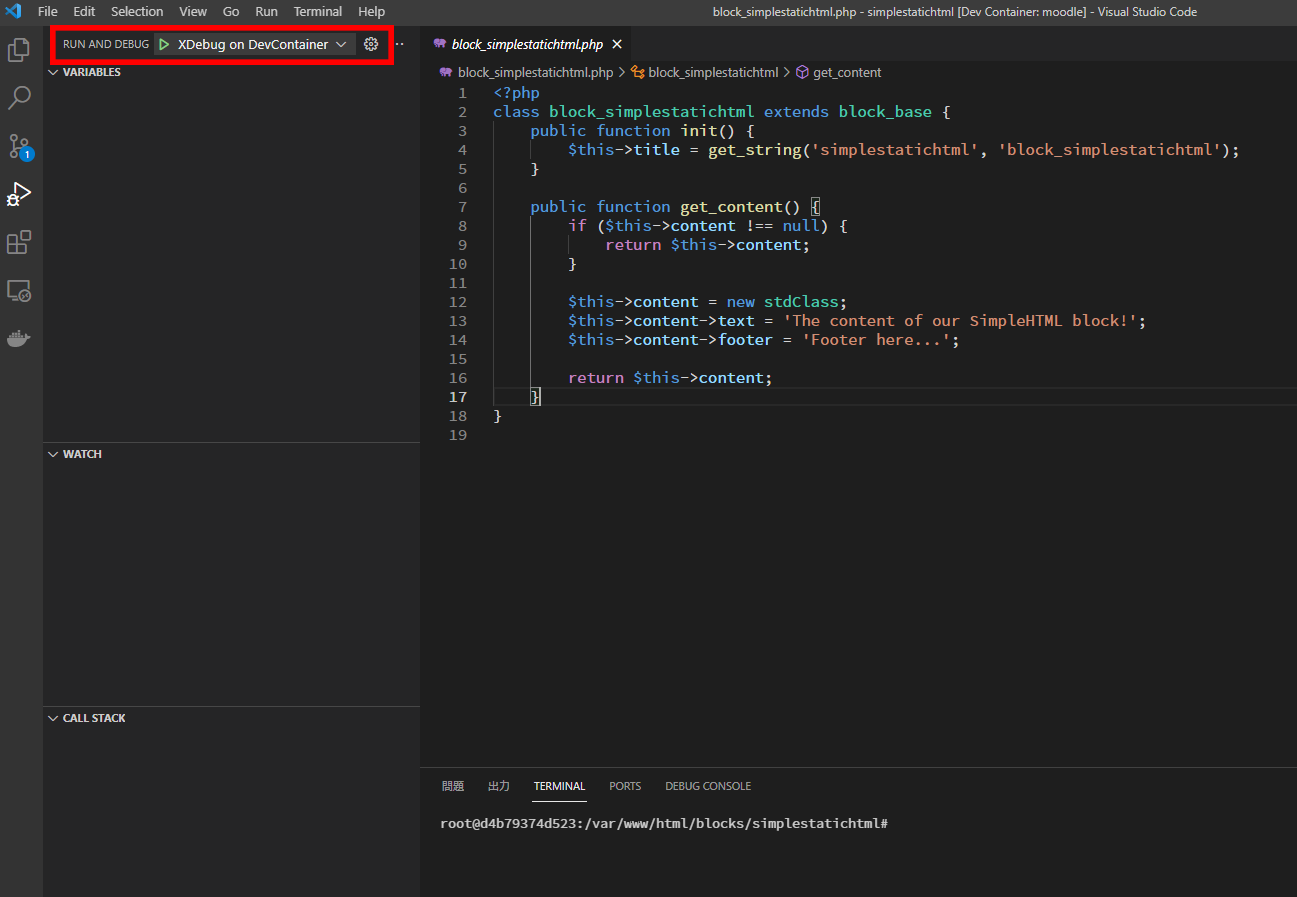 File Edit Selection View Go Run Terminal Help
block_simplestatichtml.php - simplestatichtml [Dev Container: moodle] - Visual Studio Code
RUN AND DEBUG XDebug on DevContainer
VARIABLES
1
WATCH
CALL STACK
block_simplestatichtml.php
block_simplestatichtml.php > block_simplestatichtml > get_content
1 <?php
2 class block_simplestatichtml extends block_base {
3     public function init() {
4         $this->title = get_string('simplestatichtml', 'block_simplestatichtml');
5     }
6
7     public function get_content() {
8         if ($this->content !== null) {
9             return $this->content;
10         }
11
12         $this->content = new stdClass;
13         $this->content->text = 'The content of our SimpleHTML block!';
14         $this->content->footer = 'Footer here...';
15
16         return $this->content;
17     }
18 }
19
問題 出力 TERMINAL PORTS DEBUG CONSOLE
root@d4b79374d523:/var/www/html/blocks/simplestatichtml#